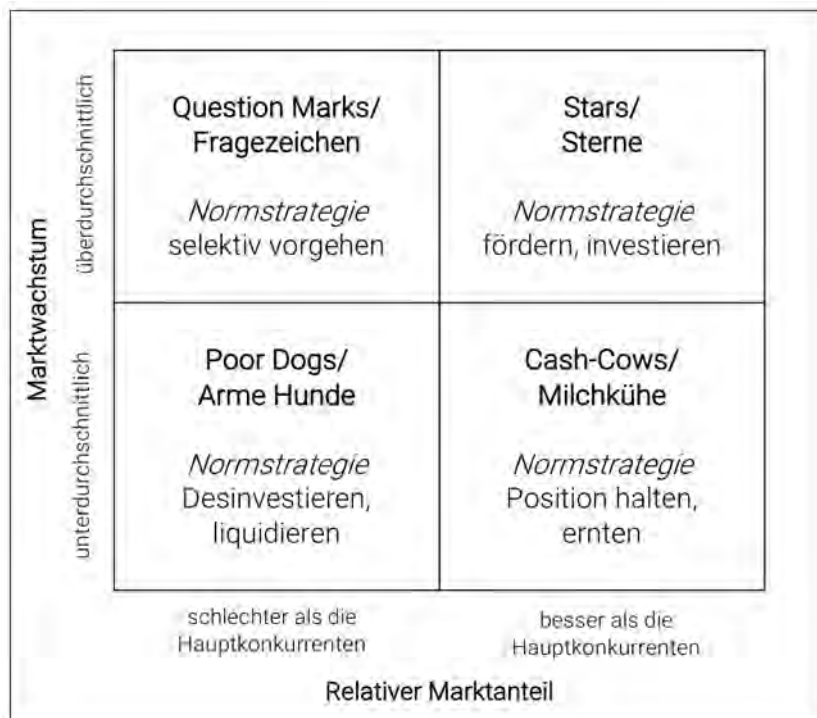 Marktwachstum
überdurchschnittlich
Question Marks/
Fragezeichen
Normstrategie
selektiv vorgehen
Stars/
Sterne
Normstrategie
fördern, investieren
unterdurchschnittlich
Poor Dogs/
Arme Hunde
Normstrategie
Desinvestieren,
liquidieren
Cash-Cows/
Milchkühe
Normstrategie
Position halten,
ernten
schlechter als die
Hauptkonkurrenten
besser als die
Hauptkonkurrenten
Relativer Marktanteil